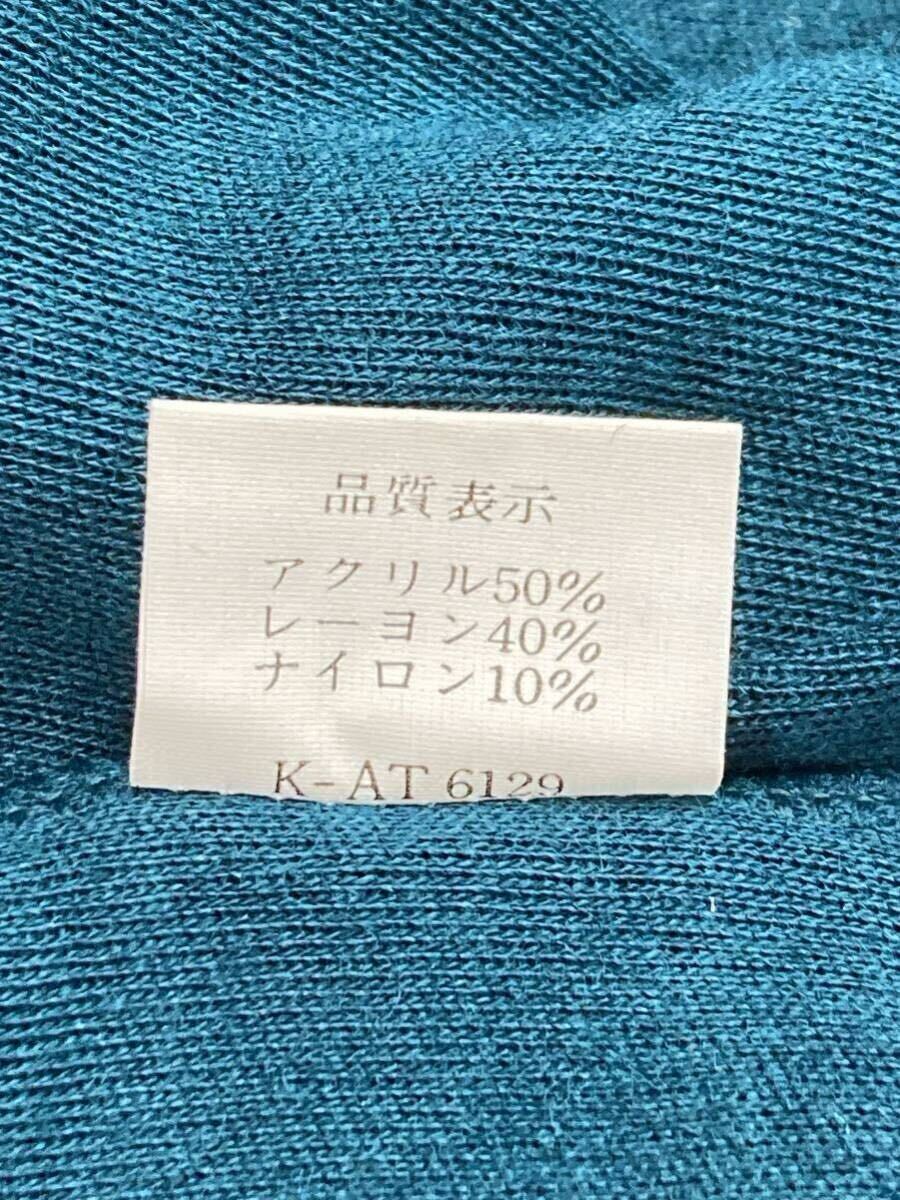 品質表示
アクリル50%
レーヨン40%
ナイロン10%
K-AT 6129